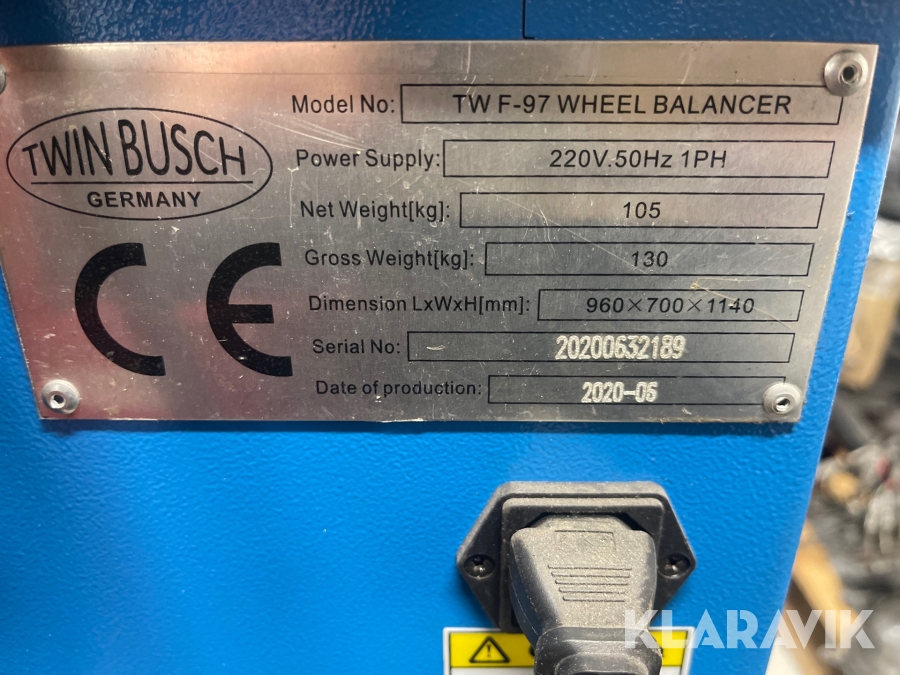 TWIN BUSCH
GERMANY
CE
Model No: TW F-97 WHEEL BALANCER
Power Supply: 220V.50Hz 1PH
Net Weight[kg]: 105
Gross Weight[kg]: 130
Dimension LxWxH[mm]: 960×700×1140
Serial No: 20200632189
Date of production: 2020-06
KLARAVIK